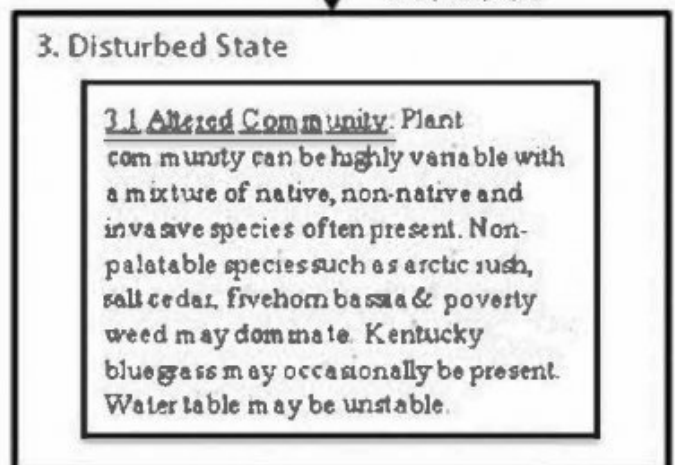 3. Disturbed State
3.1 Altered Community: Plant
community can be highly variable with
a mixture of native, non-native and
invasive species often present. Non-
palatable species such as arctic rush,
salt cedar, fivehorn bassia & poverty
weed may dominate. Kentucky
bluegrass may occasionally be present.
Water table may be unstable.